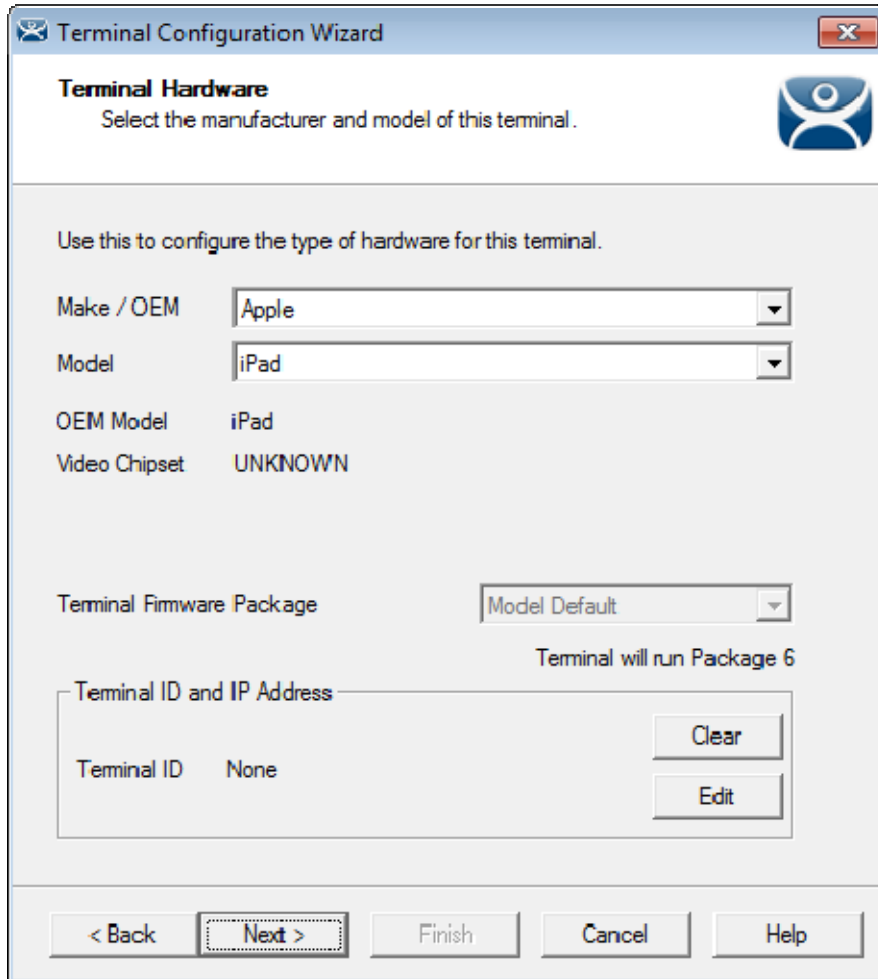 Terminal Configuration Wizard
Terminal Hardware
Select the manufacturer and model of this terminal.
Use this to configure the type of hardware for this terminal.
Make / OEM Apple
Model iPad
OEM Model iPad
Video Chipset UNKNOWN
Terminal Firmware Package Model Default
Terminal will run Package 6
Terminal ID and IP Address
Clear
Terminal ID None
Edit
< Back Next > Finish Cancel Help